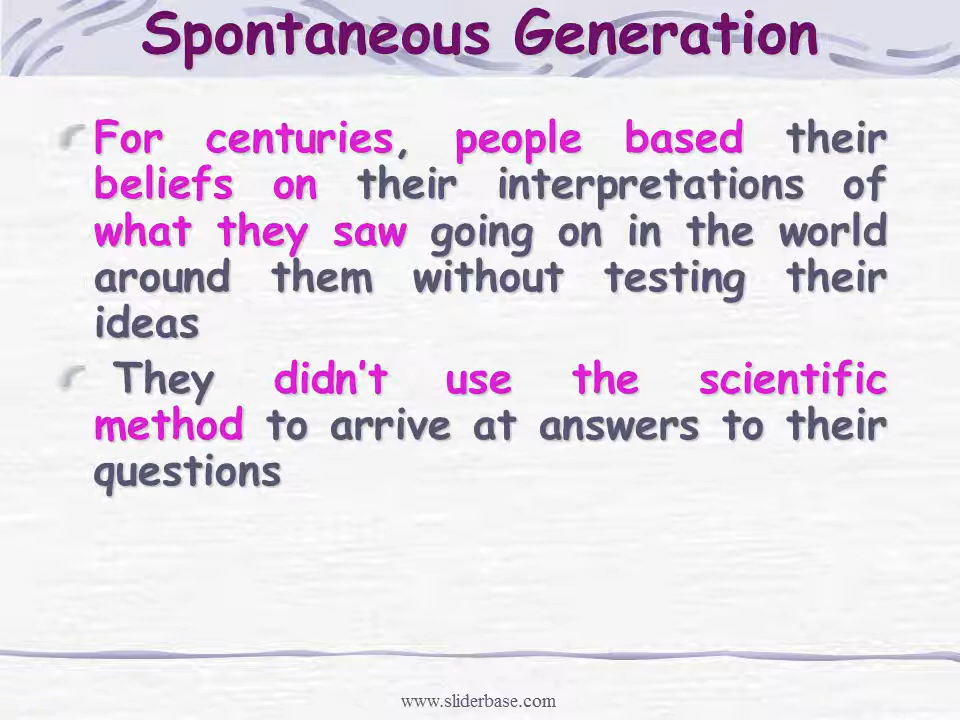 Spontaneous Generation
For centuries, people based their
beliefs on their interpretations of
what they saw going on in the world
around them without testing their
ideas
They didn't use the scientific
method to arrive at answers to their
questions
www.sliderbase.com